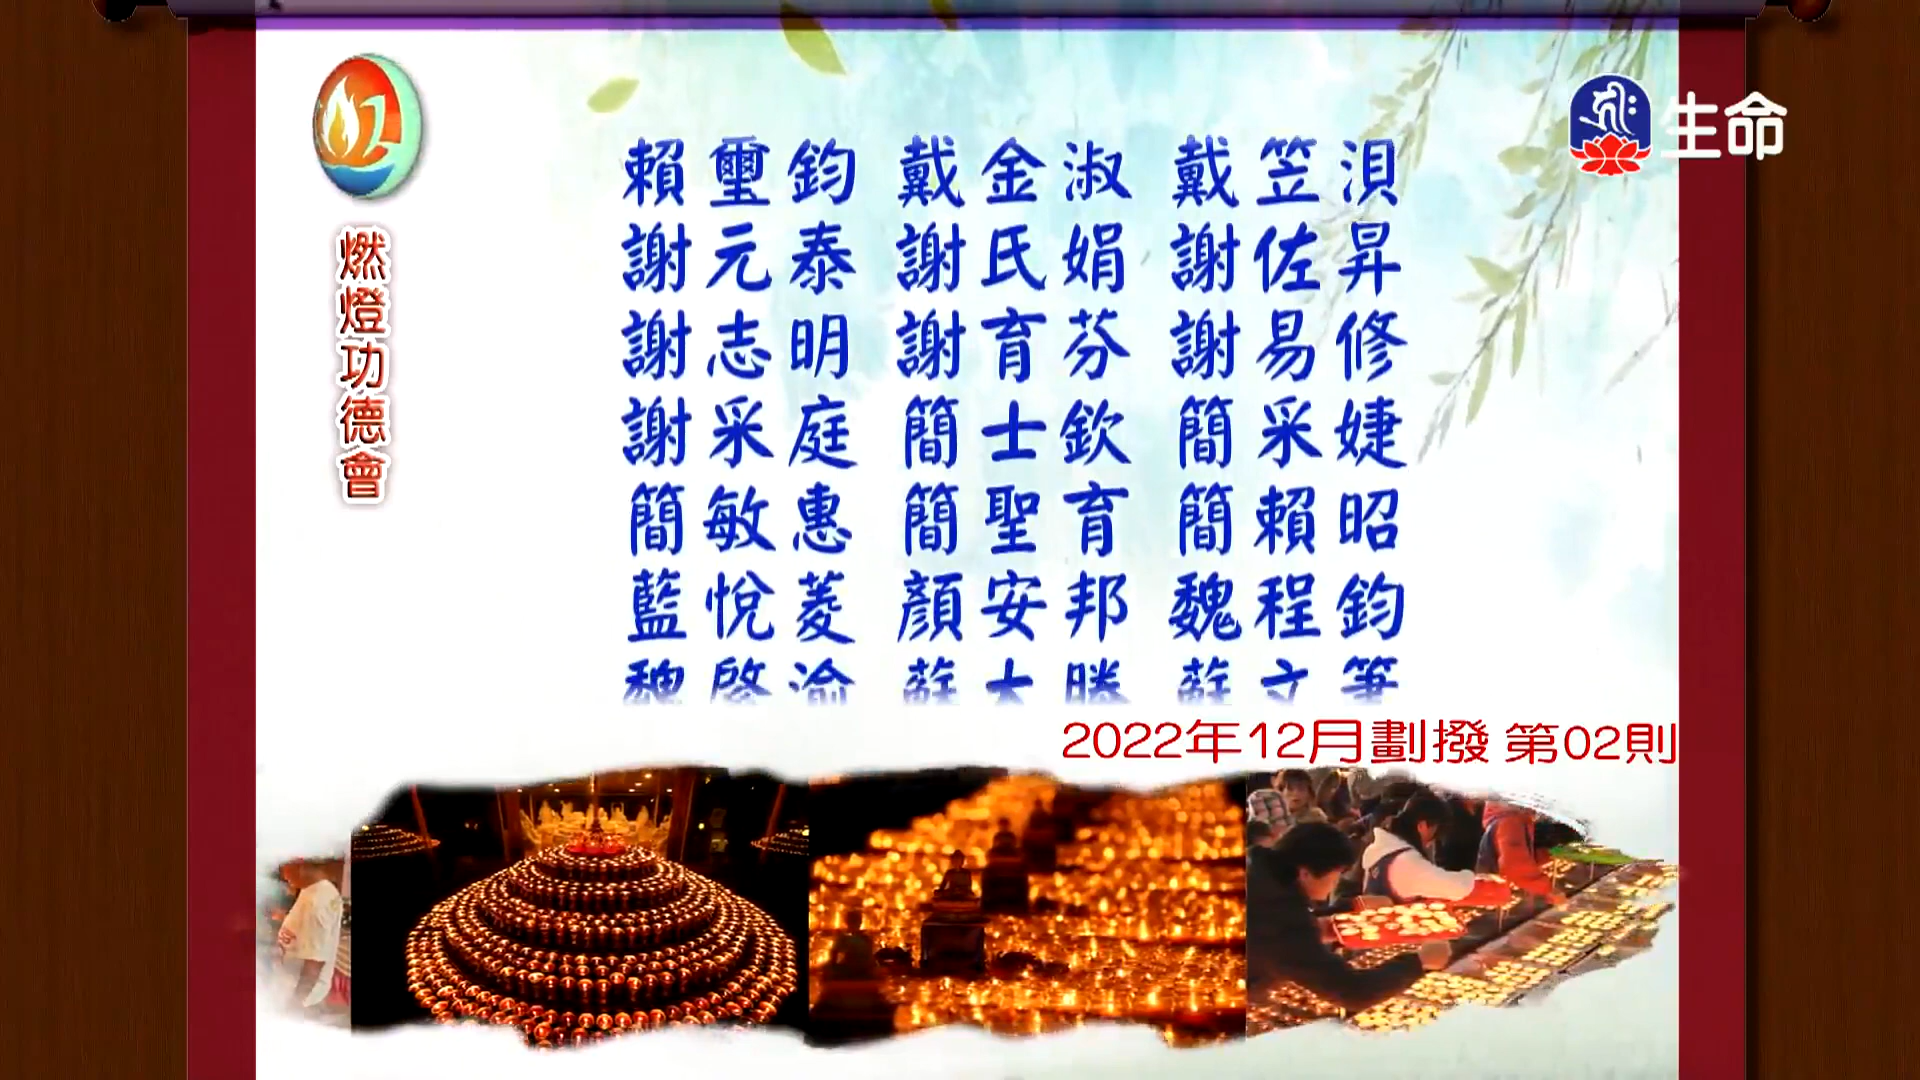 生命
燃燈功德會
賴璽鈞 戴金淑 戴笠浿
謝元泰 謝氏娟 謝佐昇
謝志明 謝育芬 謝易修
謝采庭 簡士欽 簡采婕
簡敏惠 簡聖育 簡賴昭
藍悅菱 顏安邦 魏程鈞
2022年12月劃撥 第02則